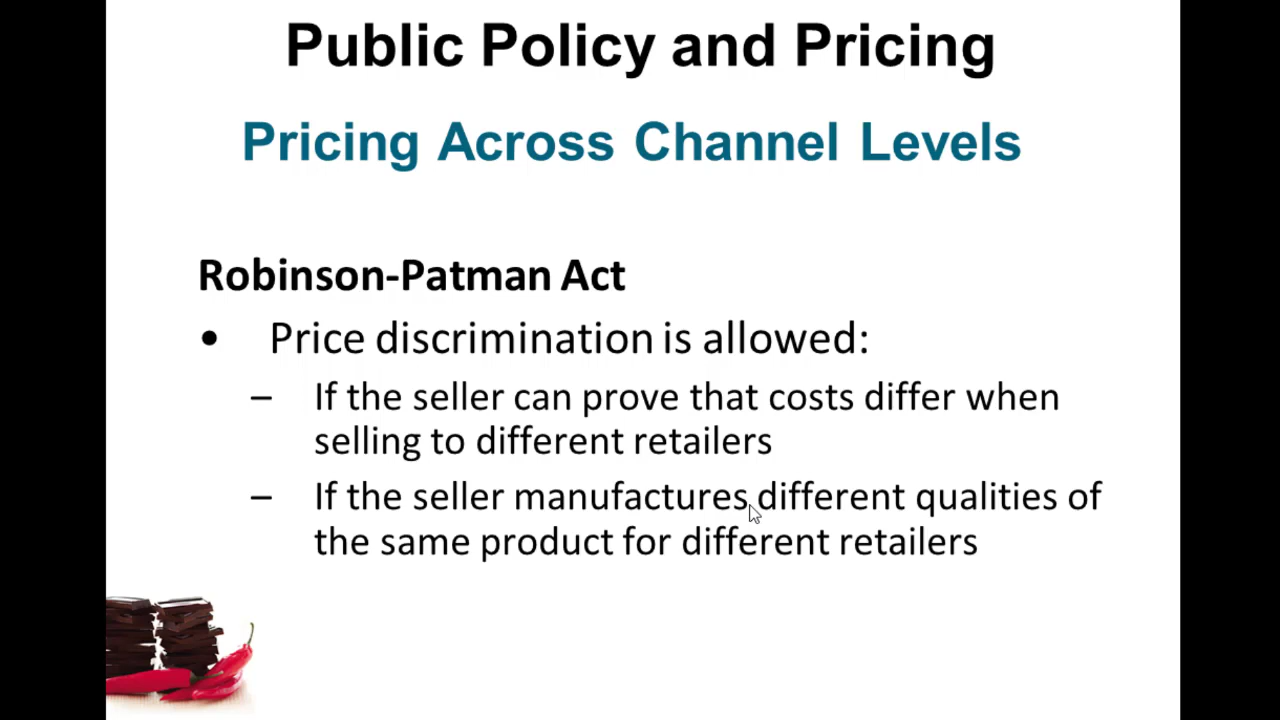 Public Policy and Pricing
Pricing Across Channel Levels
Robinson-Patman Act
• Price discrimination is allowed:
– If the seller can prove that costs differ when
selling to different retailers
– If the seller manufactures different qualities of
the same product for different retailers